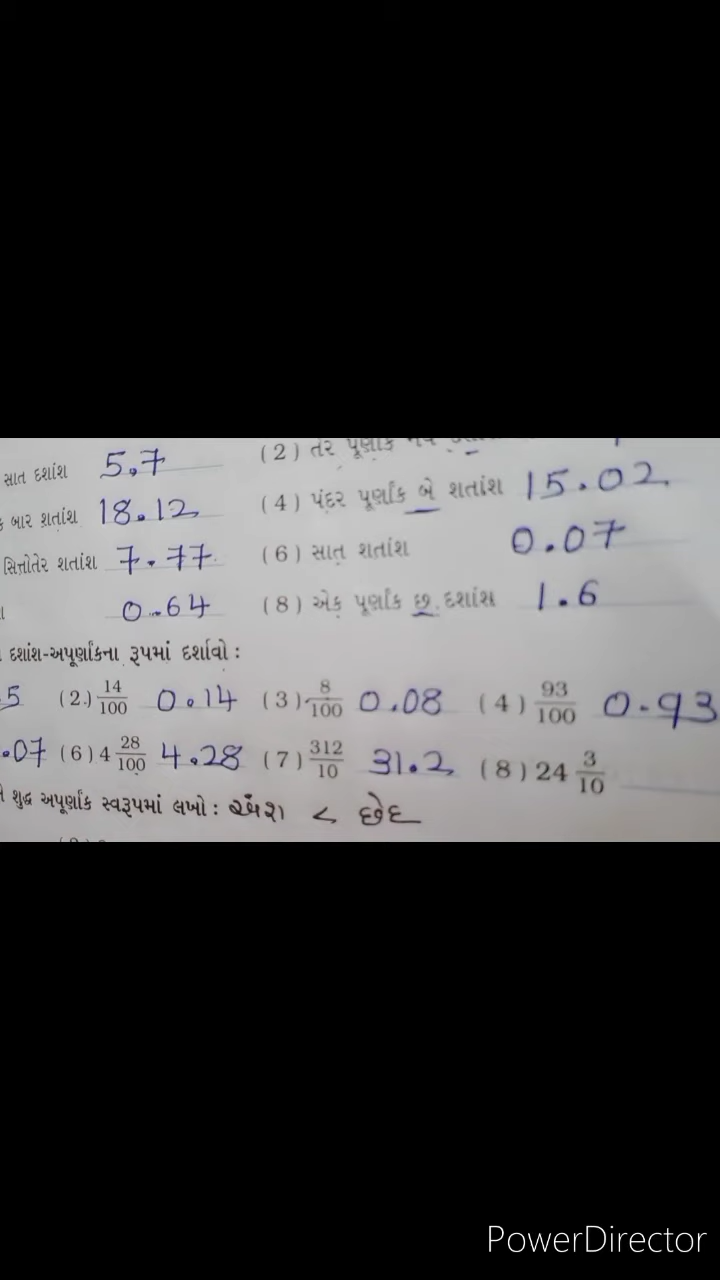 (2) તેર પૂર્ણાંક
સાત દશાંશ 5.7
(4) પંદર પૂર્ણાંક બે શતાંશ 15.02
બાર શતાંશ 18.12
(6) સાત શતાંશ 0.07
સિત્તોતેર શતાંશ 7.77
(8) એક પૂર્ણાંક છ દશાંશ 1.6
0.64
દશાંશ-અપૂર્ણાંકના રૂપમાં દર્શાવો :
5 (2) 14/100 0.14 (3) 8/100 0.08 (4) 93/100 0.93
.07 (6) 4 28/100 4.28 (7) 312/10 31.2 (8) 24 3/10
શુદ્ધ અપૂર્ણાંક સ્વરૂપમાં લખો : અંશ < છેદ
PowerDirector